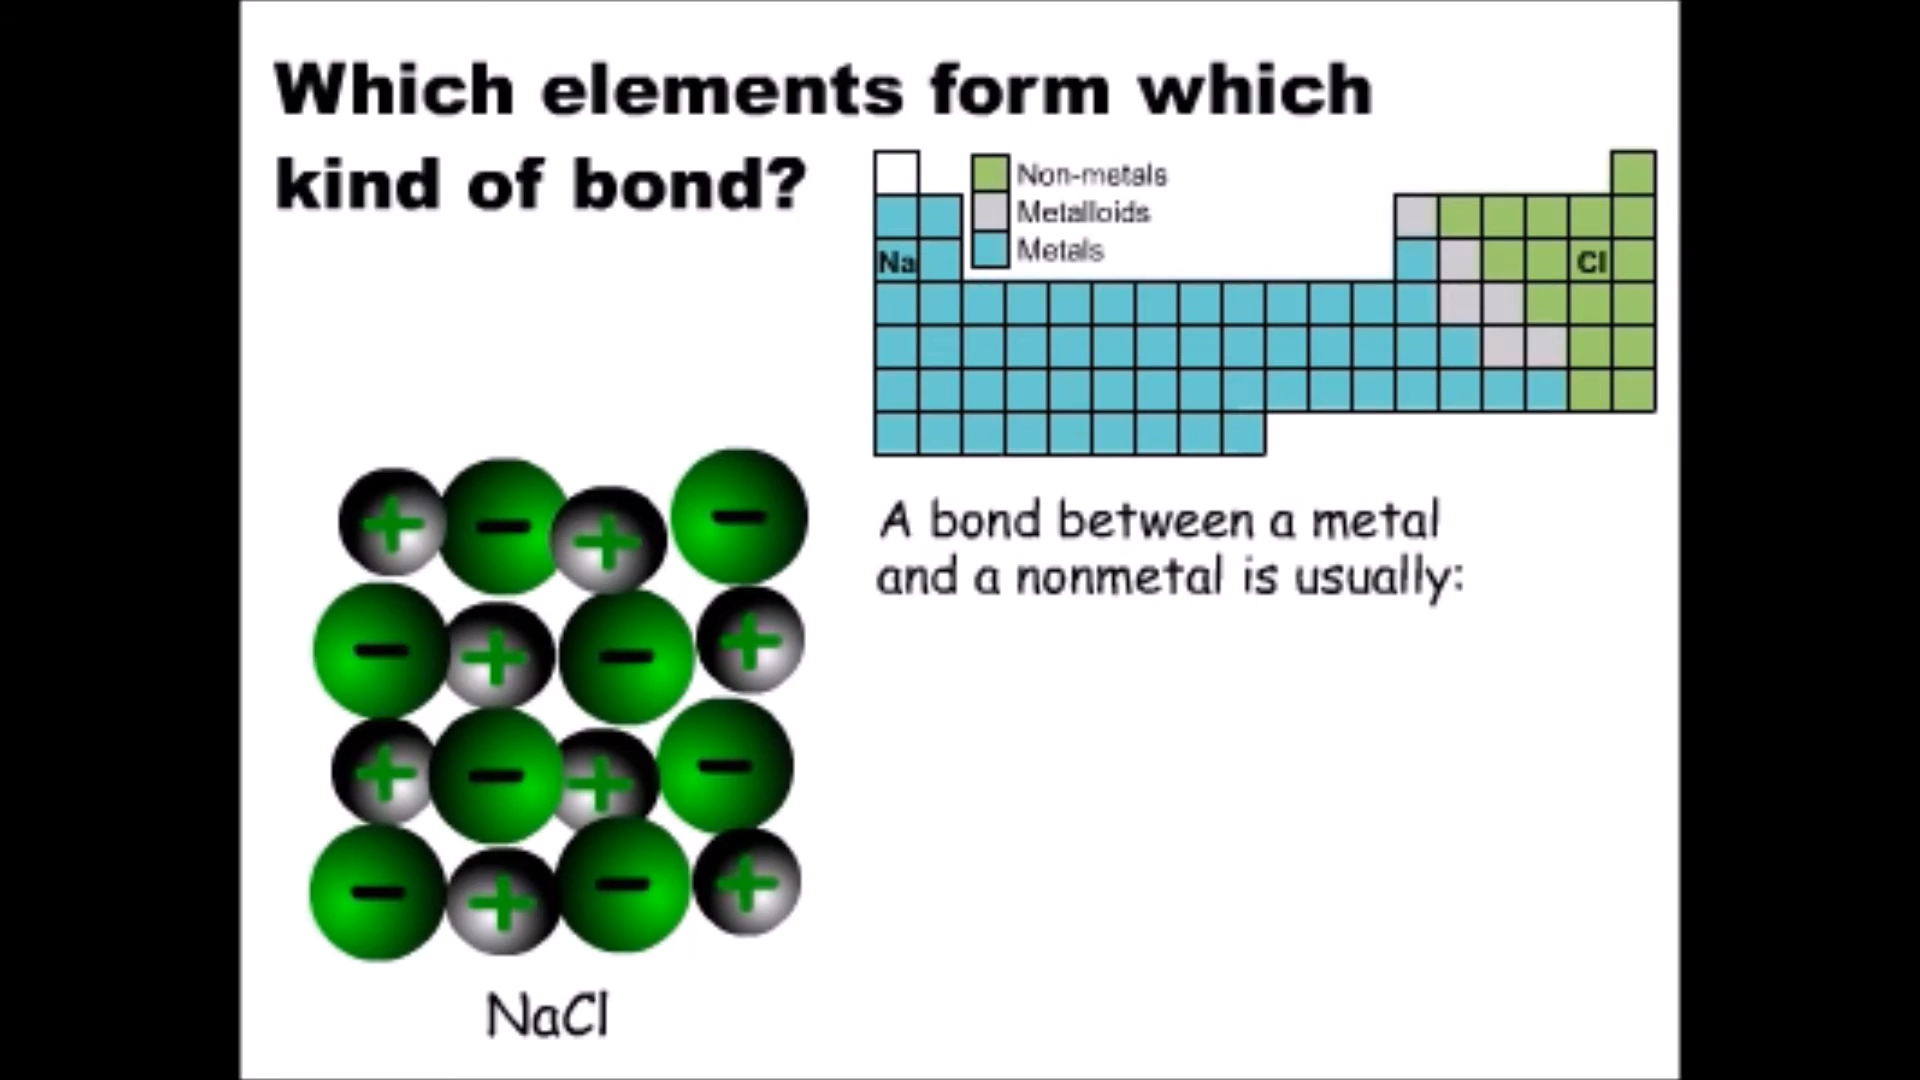 Which elements form which
kind of bond?
Non-metals
Metalloids
Metals
Na
Cl
A bond between a metal
and a nonmetal is usually:
+ − + −
− + − +
+ − + −
− + − +
NaCl